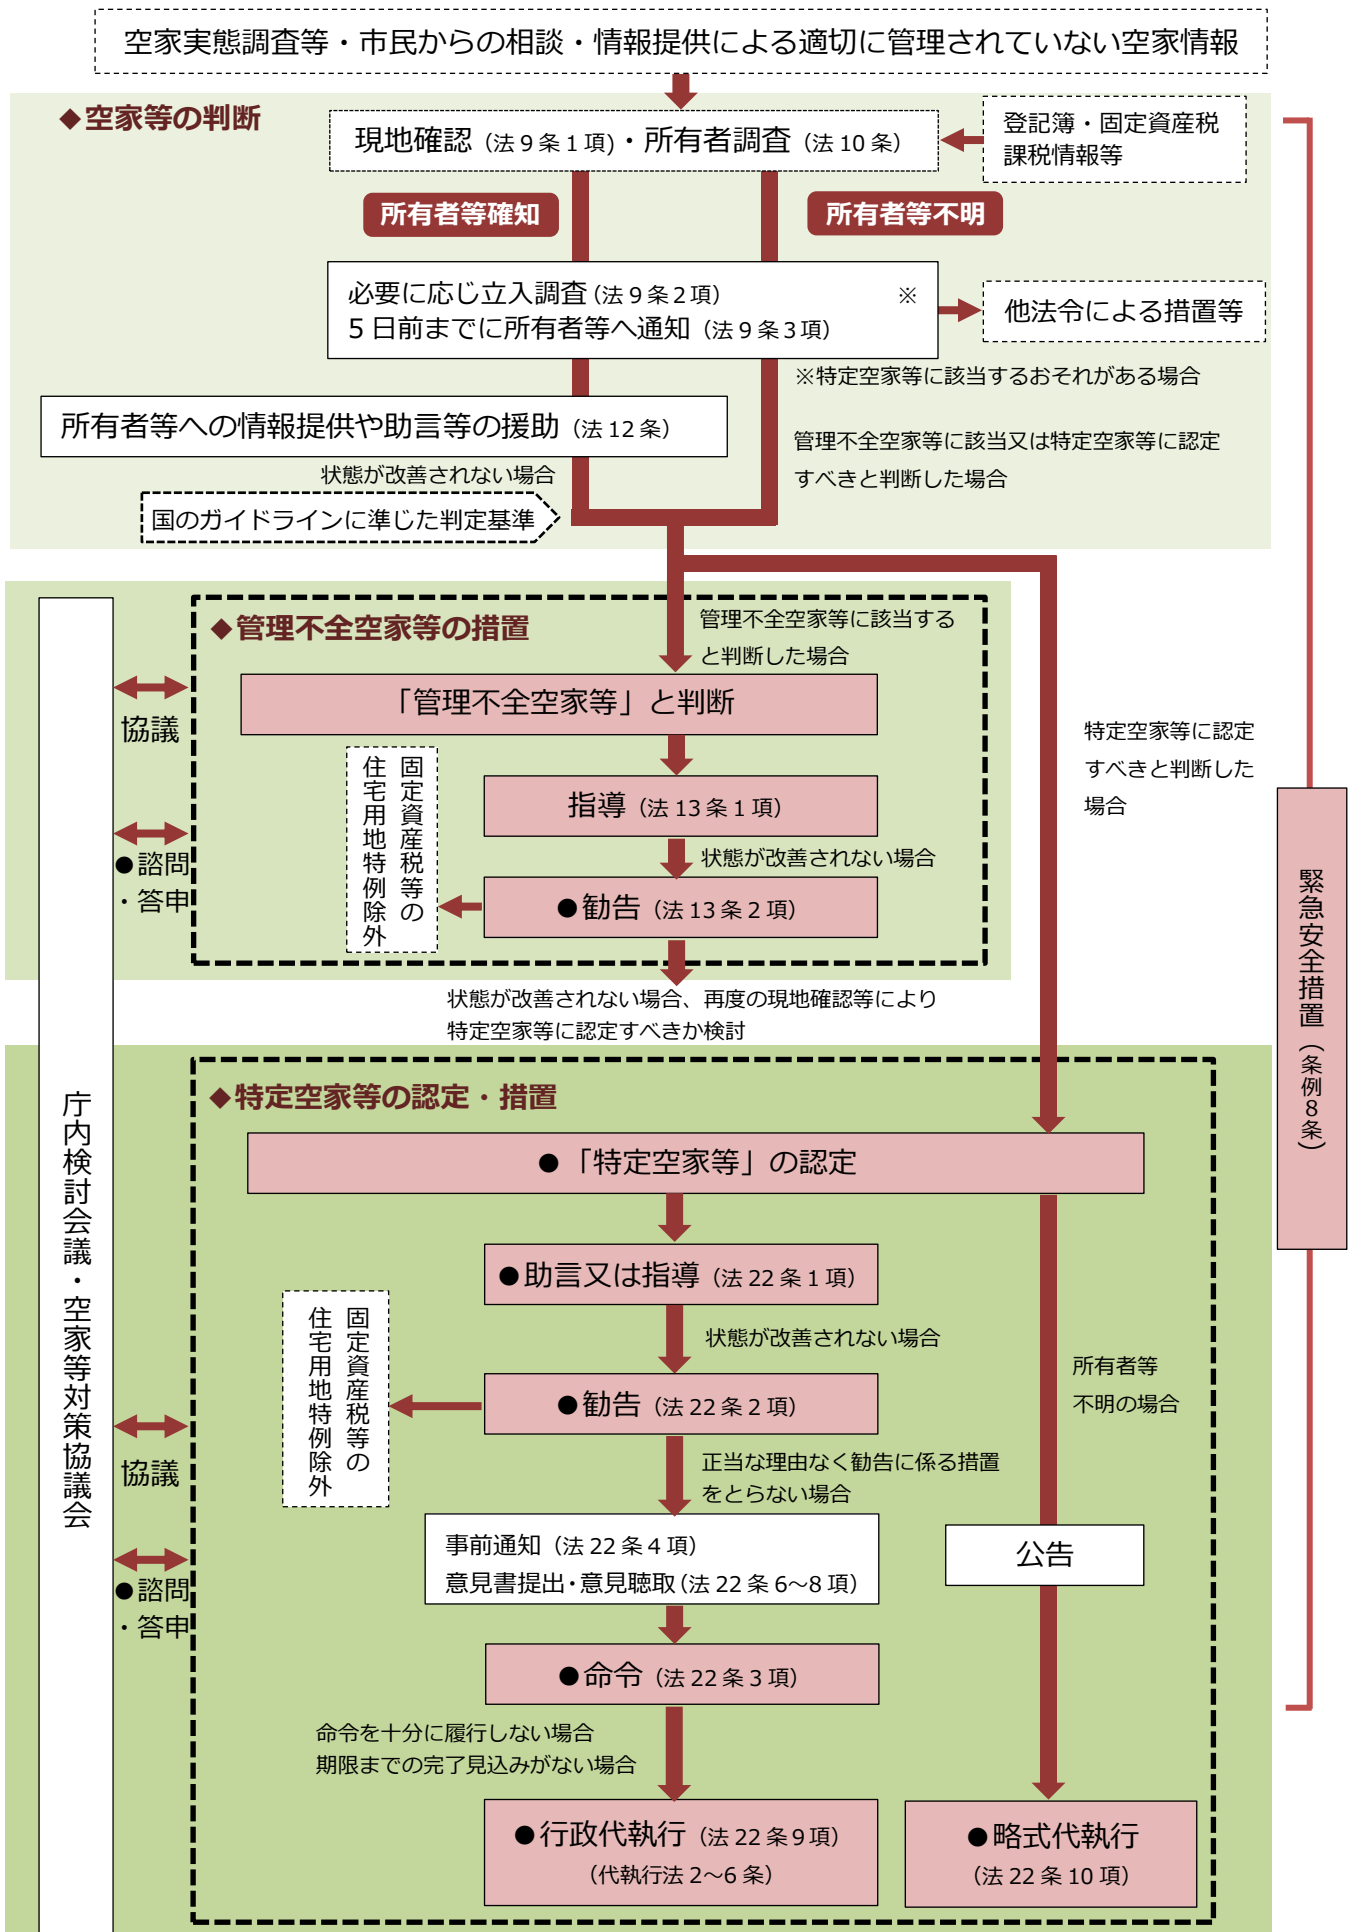 空家実態調査等・市民からの相談・情報提供による適切に管理されていない空家情報
◆空家等の判断
現地確認（法9条1項）・所有者調査（法10条）
登記簿・固定資産税
課税情報等
所有者等確知
所有者等不明
必要に応じ立入調査（法9条2項）　※
5日前までに所有者等へ通知（法9条3項）
他法令による措置等
※特定空家等に該当するおそれがある場合
所有者等への情報提供や助言等の援助（法12条）
管理不全空家等に該当又は特定空家等に認定
すべきと判断した場合
状態が改善されない場合
国のガイドラインに準じた判定基準
◆管理不全空家等の措置
管理不全空家等に該当する
と判断した場合
「管理不全空家等」と判断
協議
特定空家等に認定
すべきと判断した
場合
固定資産税等の
住宅用地特例除外
指導（法13条1項）
状態が改善されない場合
●諮問
・答申
●勧告（法13条2項）
緊急安全措置（条例8条）
状態が改善されない場合、再度の現地確認等により
特定空家等に認定すべきか検討
庁内検討会議・空家等対策協議会
◆特定空家等の認定・措置
●「特定空家等」の認定
●助言又は指導（法22条1項）
固定資産税等の
住宅用地特例除外
状態が改善されない場合
所有者等
不明の場合
●勧告（法22条2項）
協議
正当な理由なく勧告に係る措置
をとらない場合
事前通知（法22条4項）
意見書提出・意見聴取（法22条6～8項）
公告
●諮問
・答申
●命令（法22条3項）
命令を十分に履行しない場合
期限までの完了見込みがない場合
●行政代執行（法22条9項）
（代執行法2～6条）
●略式代執行
（法22条10項）